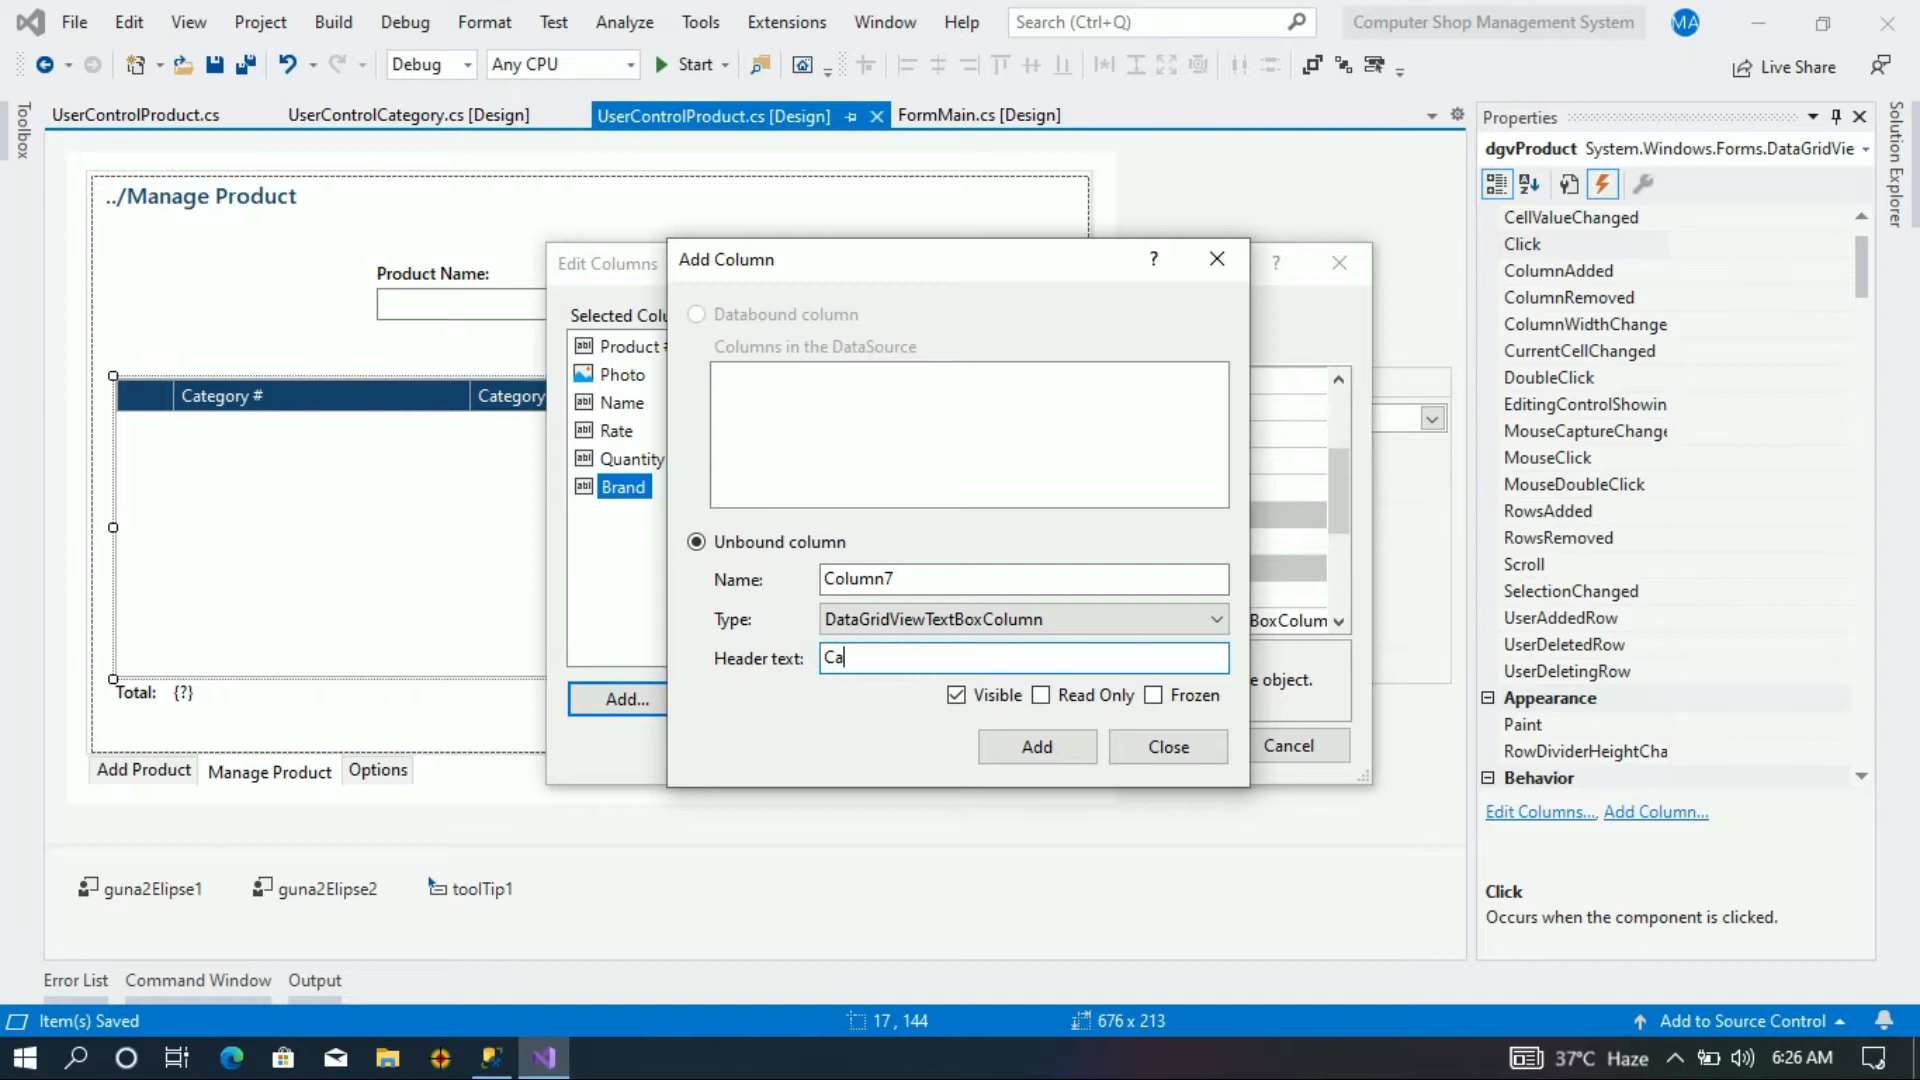 File Edit View Project Build Debug Format Test Analyze Tools Extensions Window Help Search (Ctrl+Q) Computer Shop Management System MA
Debug Any CPU Start Live Share
Toolbox
UserControlProduct.cs UserControlCategory.cs [Design] UserControlProduct.cs [Design] FormMain.cs [Design]
../Manage Product
Product Name:
Category # Category
Total: {?}
Add Product Manage Product Options
Edit Columns
Selected Colu
Product #
Photo
Name
Rate
Quantity
Brand
Add...
BoxColum
e object.
Cancel
Add Column
Databound column
Columns in the DataSource
Unbound column
Name: Column7
Type: DataGridViewTextBoxColumn
Header text: Ca
Visible Read Only Frozen
Add Close
guna2Elipse1 guna2Elipse2 toolTip1
Properties
dgvProduct System.Windows.Forms.DataGridVie
CellValueChanged
Click
ColumnAdded
ColumnRemoved
ColumnWidthChange
CurrentCellChanged
DoubleClick
EditingControlShowin
MouseCaptureChange
MouseClick
MouseDoubleClick
RowsAdded
RowsRemoved
Scroll
SelectionChanged
UserAddedRow
UserDeletedRow
UserDeletingRow
Appearance
Paint
RowDividerHeightCha
Behavior
Edit Columns..., Add Column...
Click
Occurs when the component is clicked.
Solution Explorer
Error List Command Window Output
Item(s) Saved 17 , 144 676 x 213 Add to Source Control
37°C Haze 6:26 AM